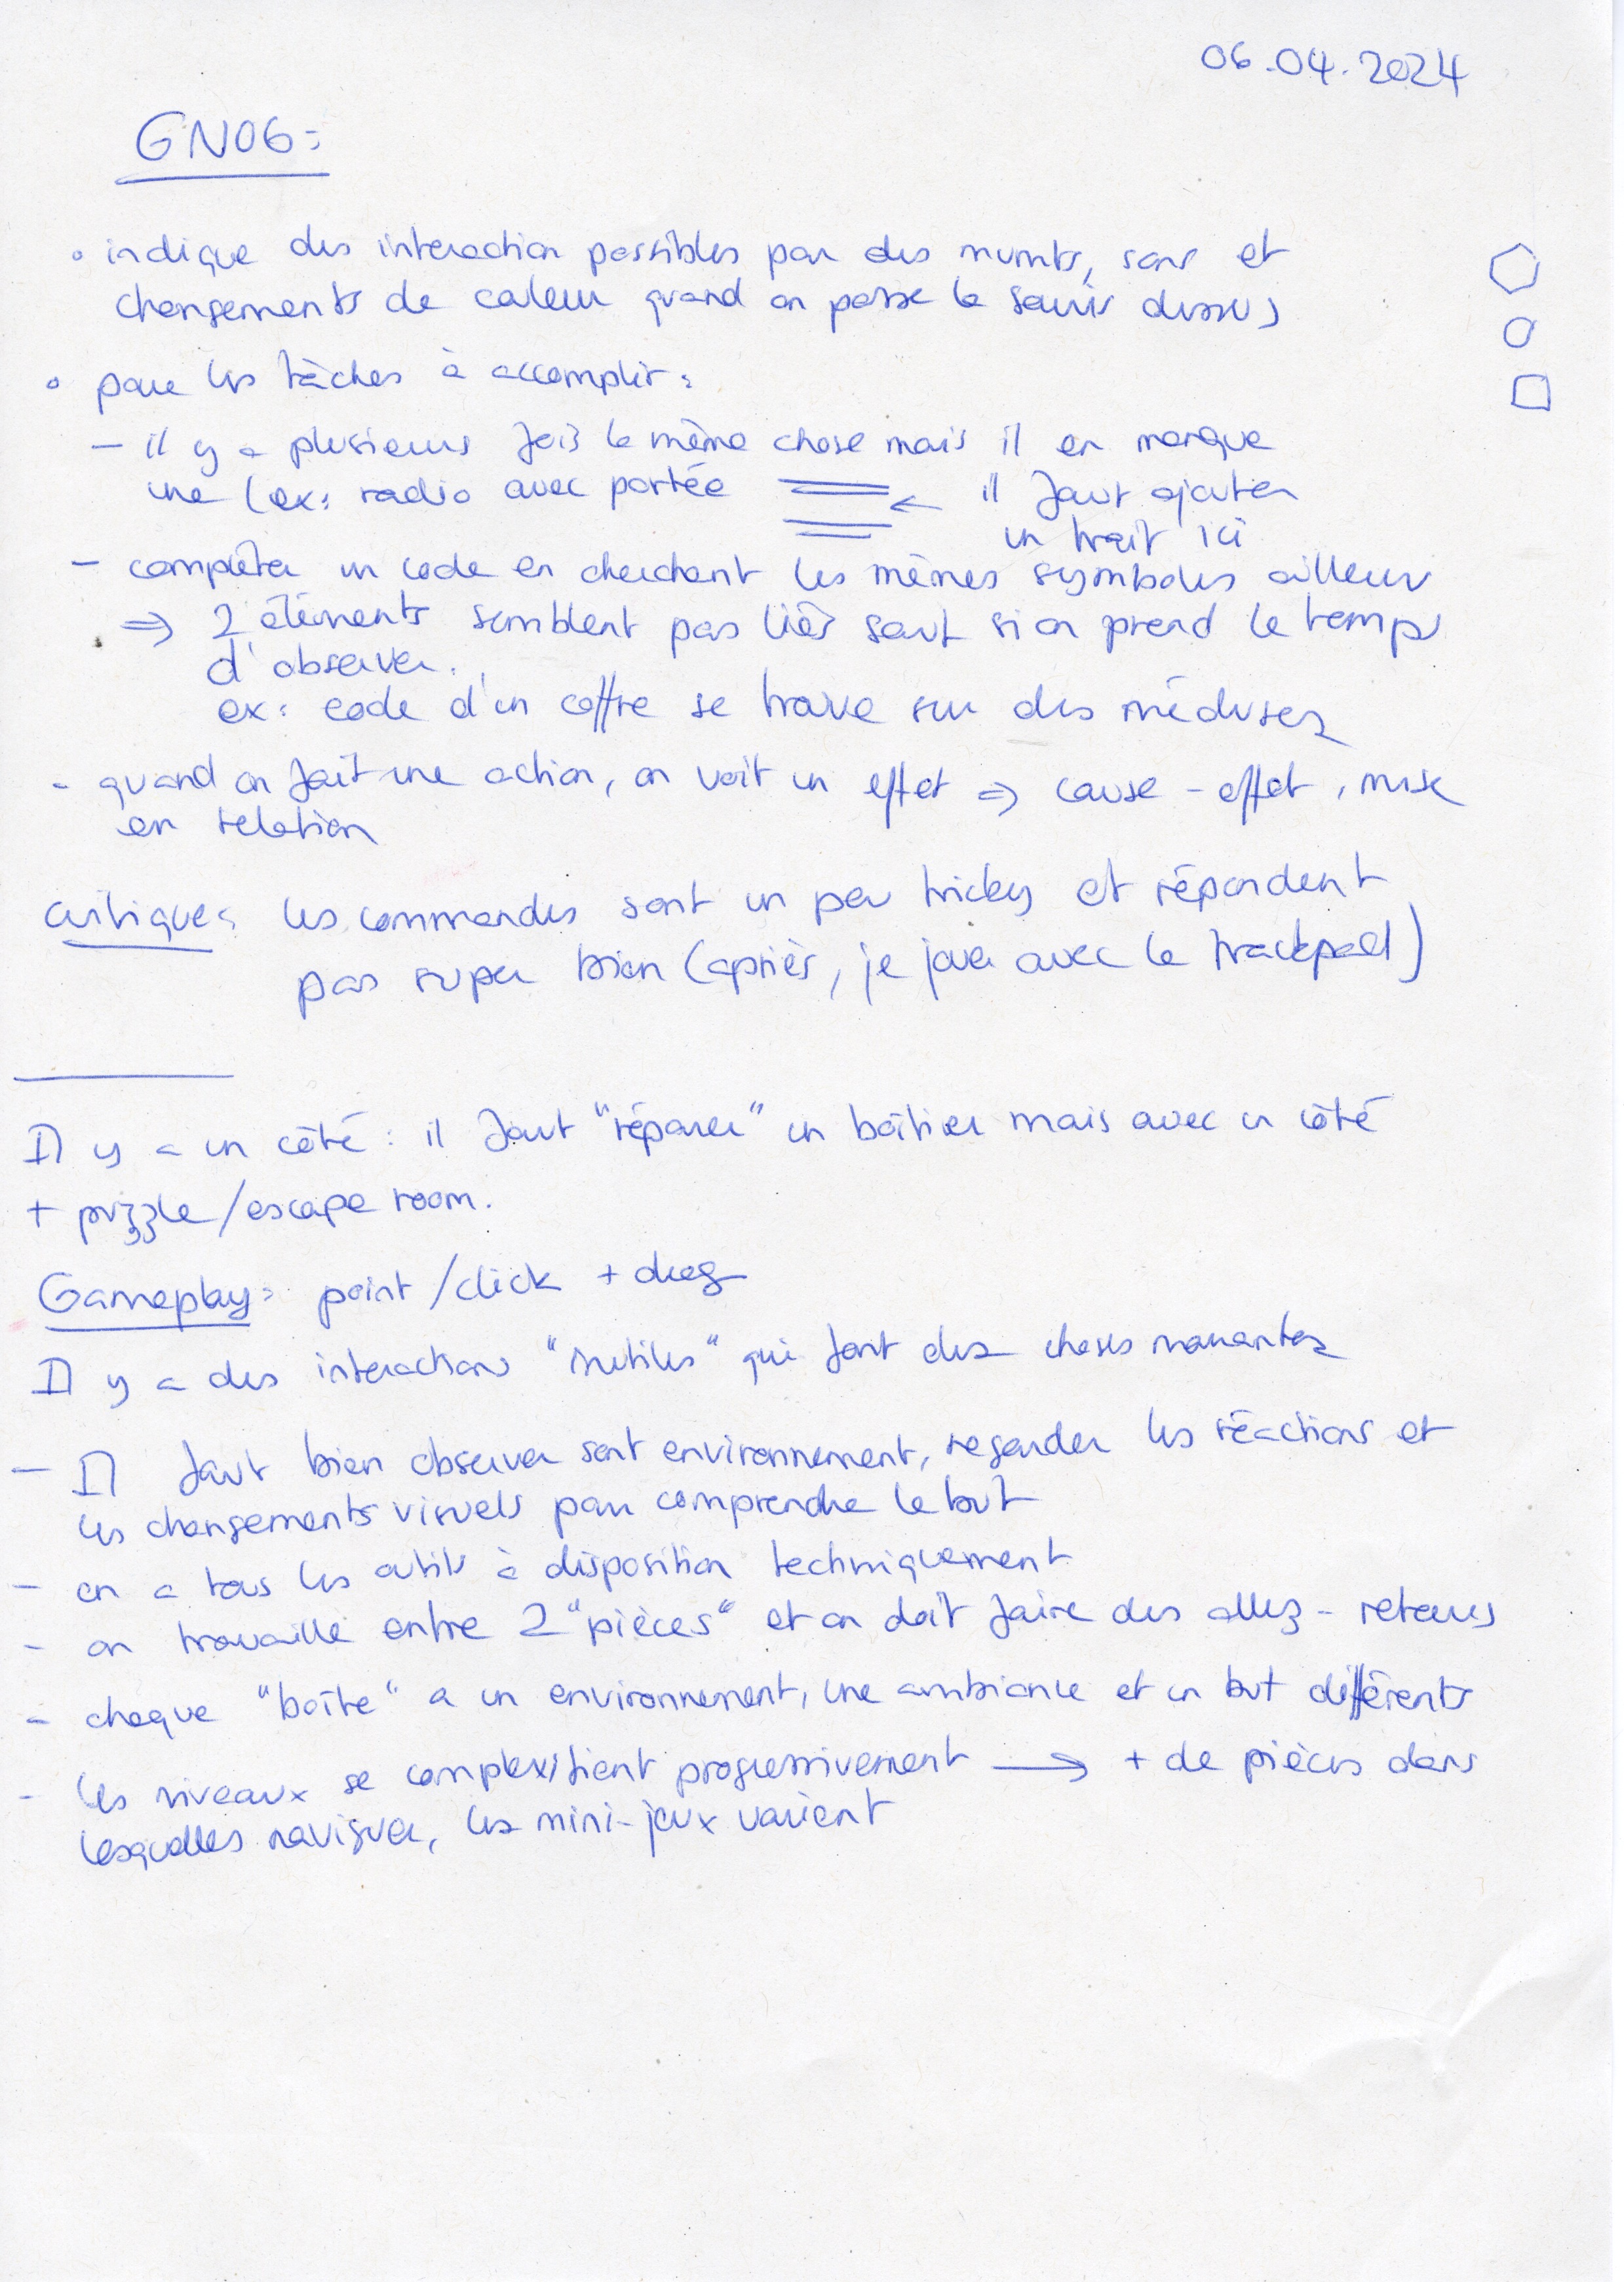 06.04.2024
GNOG:
◦ indique des interaction possibles par des mvmts, sons et
changements de couleur quand on passe la souris dessus
◦ pour les tâches à accomplir :
- il y a plusieurs fois la même chose mais il en manque
une (ex: radio avec portée ← il faut ajouter
un trait ici
- compléter un code en cherchant les mêmes symboles ailleurs
⇒ 2 éléments semblent pas liés sauf si on prend le temps
d'observer.
ex: code d'un coffre se trouve sur des méduses
- quand on fait une action, on voit un effet ⇒ cause - effet, mise
en relation
critique: les commandes sont un peu tricky et répondent
pas super bien (après, je joue avec le trackpad)
Il y a un côté : il faut "réparer" un boîtier mais avec un côté
+ puzzle/escape room.
Gameplay: point/click + drag
Il y a des interactions "inutiles" qui font des choses marrantes
- Il faut bien observer sont environnement, regarder les réactions et
les changements visuels pour comprendre le but
- on a tous les outils à disposition techniquement
- on travaille entre 2 "pièces" et on doit faire des allez-retours
- chaque "boîte" a un environnement, une ambiance et un but différents
- les niveaux se complexifient progressivement → + de pièces dans
lesquelles naviguer, les mini-jeux varient